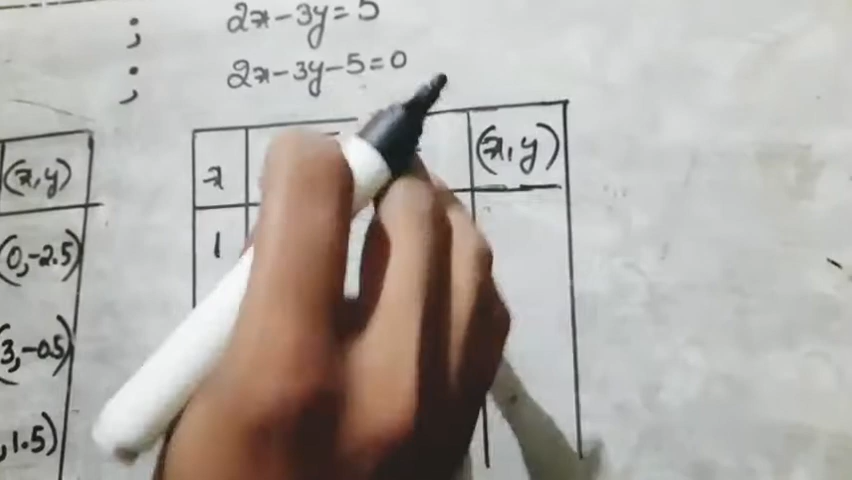 ; 2x-3y=5
; 2x-3y-5=0
(x,y)
(0,-2.5)
(3,-0.5)
,1.5)
x (x,y)
1